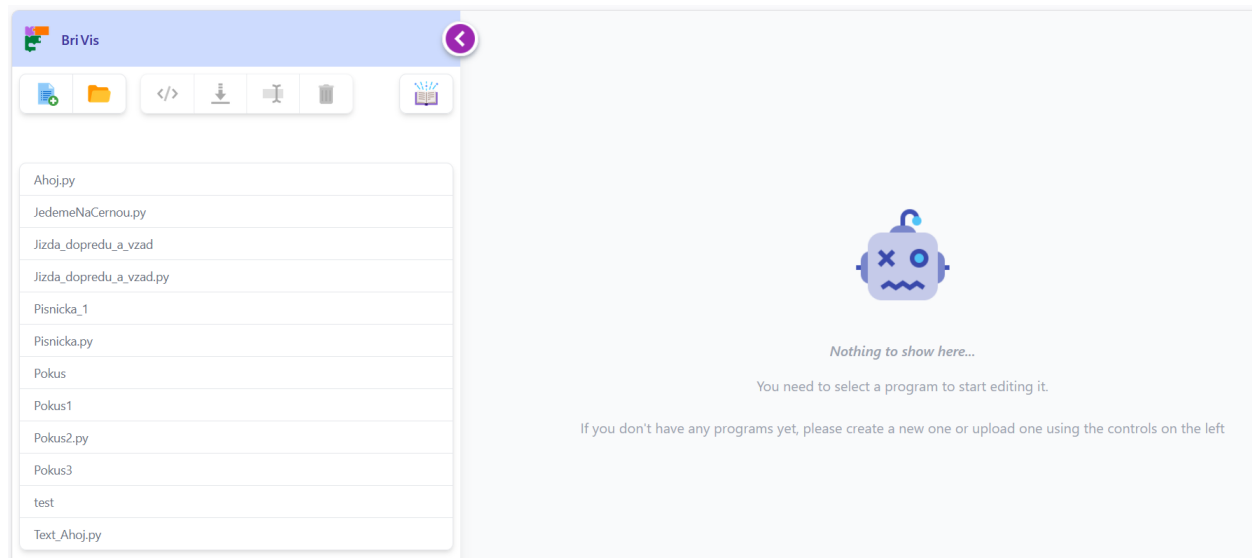 BriVis
</>
Ahoj.py
JedemeNaCernou.py
Jizda_dopredu_a_vzad
Jizda_dopredu_a_vzad.py
Pisnicka_1
Pisnicka.py
Pokus
Pokus1
Pokus2.py
Pokus3
test
Text_Ahoj.py
Nothing to show here...
You need to select a program to start editing it.
If you don't have any programs yet, please create a new one or upload one using the controls on the left